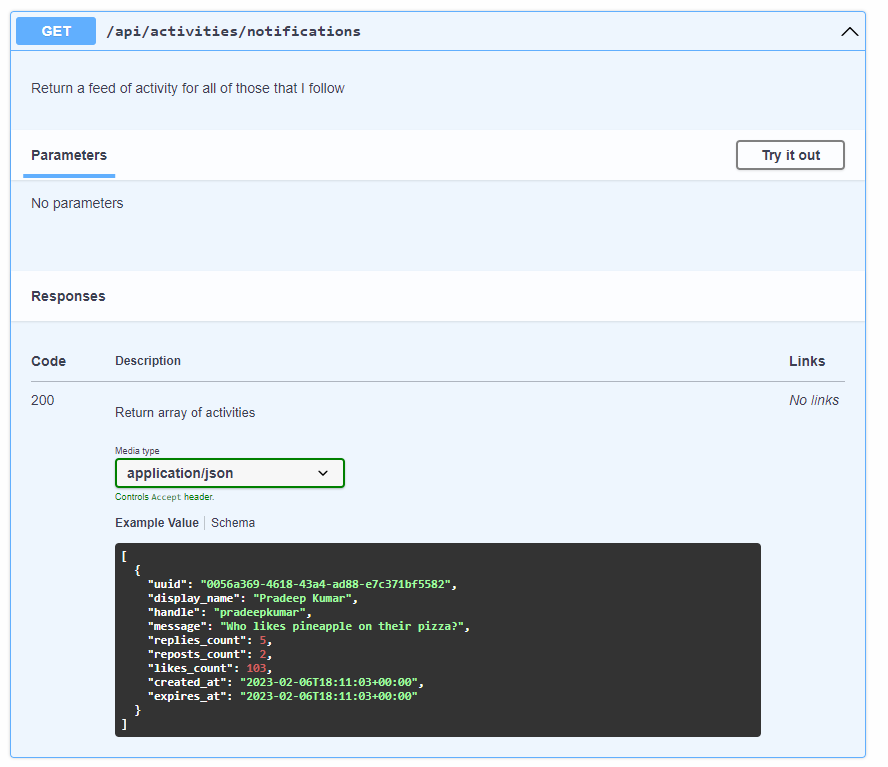 GET /api/activities/notifications
Return a feed of activity for all of those that I follow
Parameters Try it out
No parameters
Responses
Code Description Links
200 No links
Return array of activities
Media type
application/json
Controls Accept header.
Example Value Schema
[
  {
    "uuid": "0056a369-4618-43a4-ad88-e7c371bf5582",
    "display_name": "Pradeep Kumar",
    "handle": "pradeepkumar",
    "message": "Who likes pineapple on their pizza?",
    "replies_count": 5,
    "reposts_count": 2,
    "likes_count": 103,
    "created_at": "2023-02-06T18:11:03+00:00",
    "expires_at": "2023-02-06T18:11:03+00:00"
  }
]